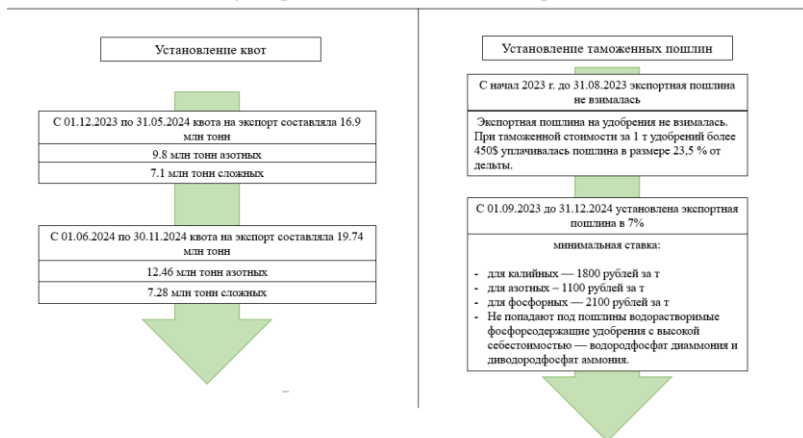 Установление квот
С 01.12.2023 по 31.05.2024 квота на экспорт составляла 16.9
млн тонн
9.8 млн тонн азотных
7.1 млн тонн сложных
С 01.06.2024 по 30.11.2024 квота на экспорт составляла 19.74
млн тонн
12.46 млн тонн азотных
7.28 млн тонн сложных
Установление таможенных пошлин
С начал 2023 г. до 31.08.2023 экспортная пошлина
не взималась
Экспортная пошлина на удобрения не взималась.
При таможенной стоимости за 1 т удобрений более
450$ уплачивалась пошлина в размере 23,5 % от
дельты.
С 01.09.2023 до 31.12.2024 установлена экспортная
пошлина в 7%
минимальная ставка:
- для калийных — 1800 рублей за т
- для азотных – 1100 рублей за т
- для фосфорных — 2100 рублей за т
- Не попадают под пошлины водорастворимые
фосфорсодержащие удобрения с высокой
себестоимостью — водородфосфат диаммония и
диводородфосфат аммония.